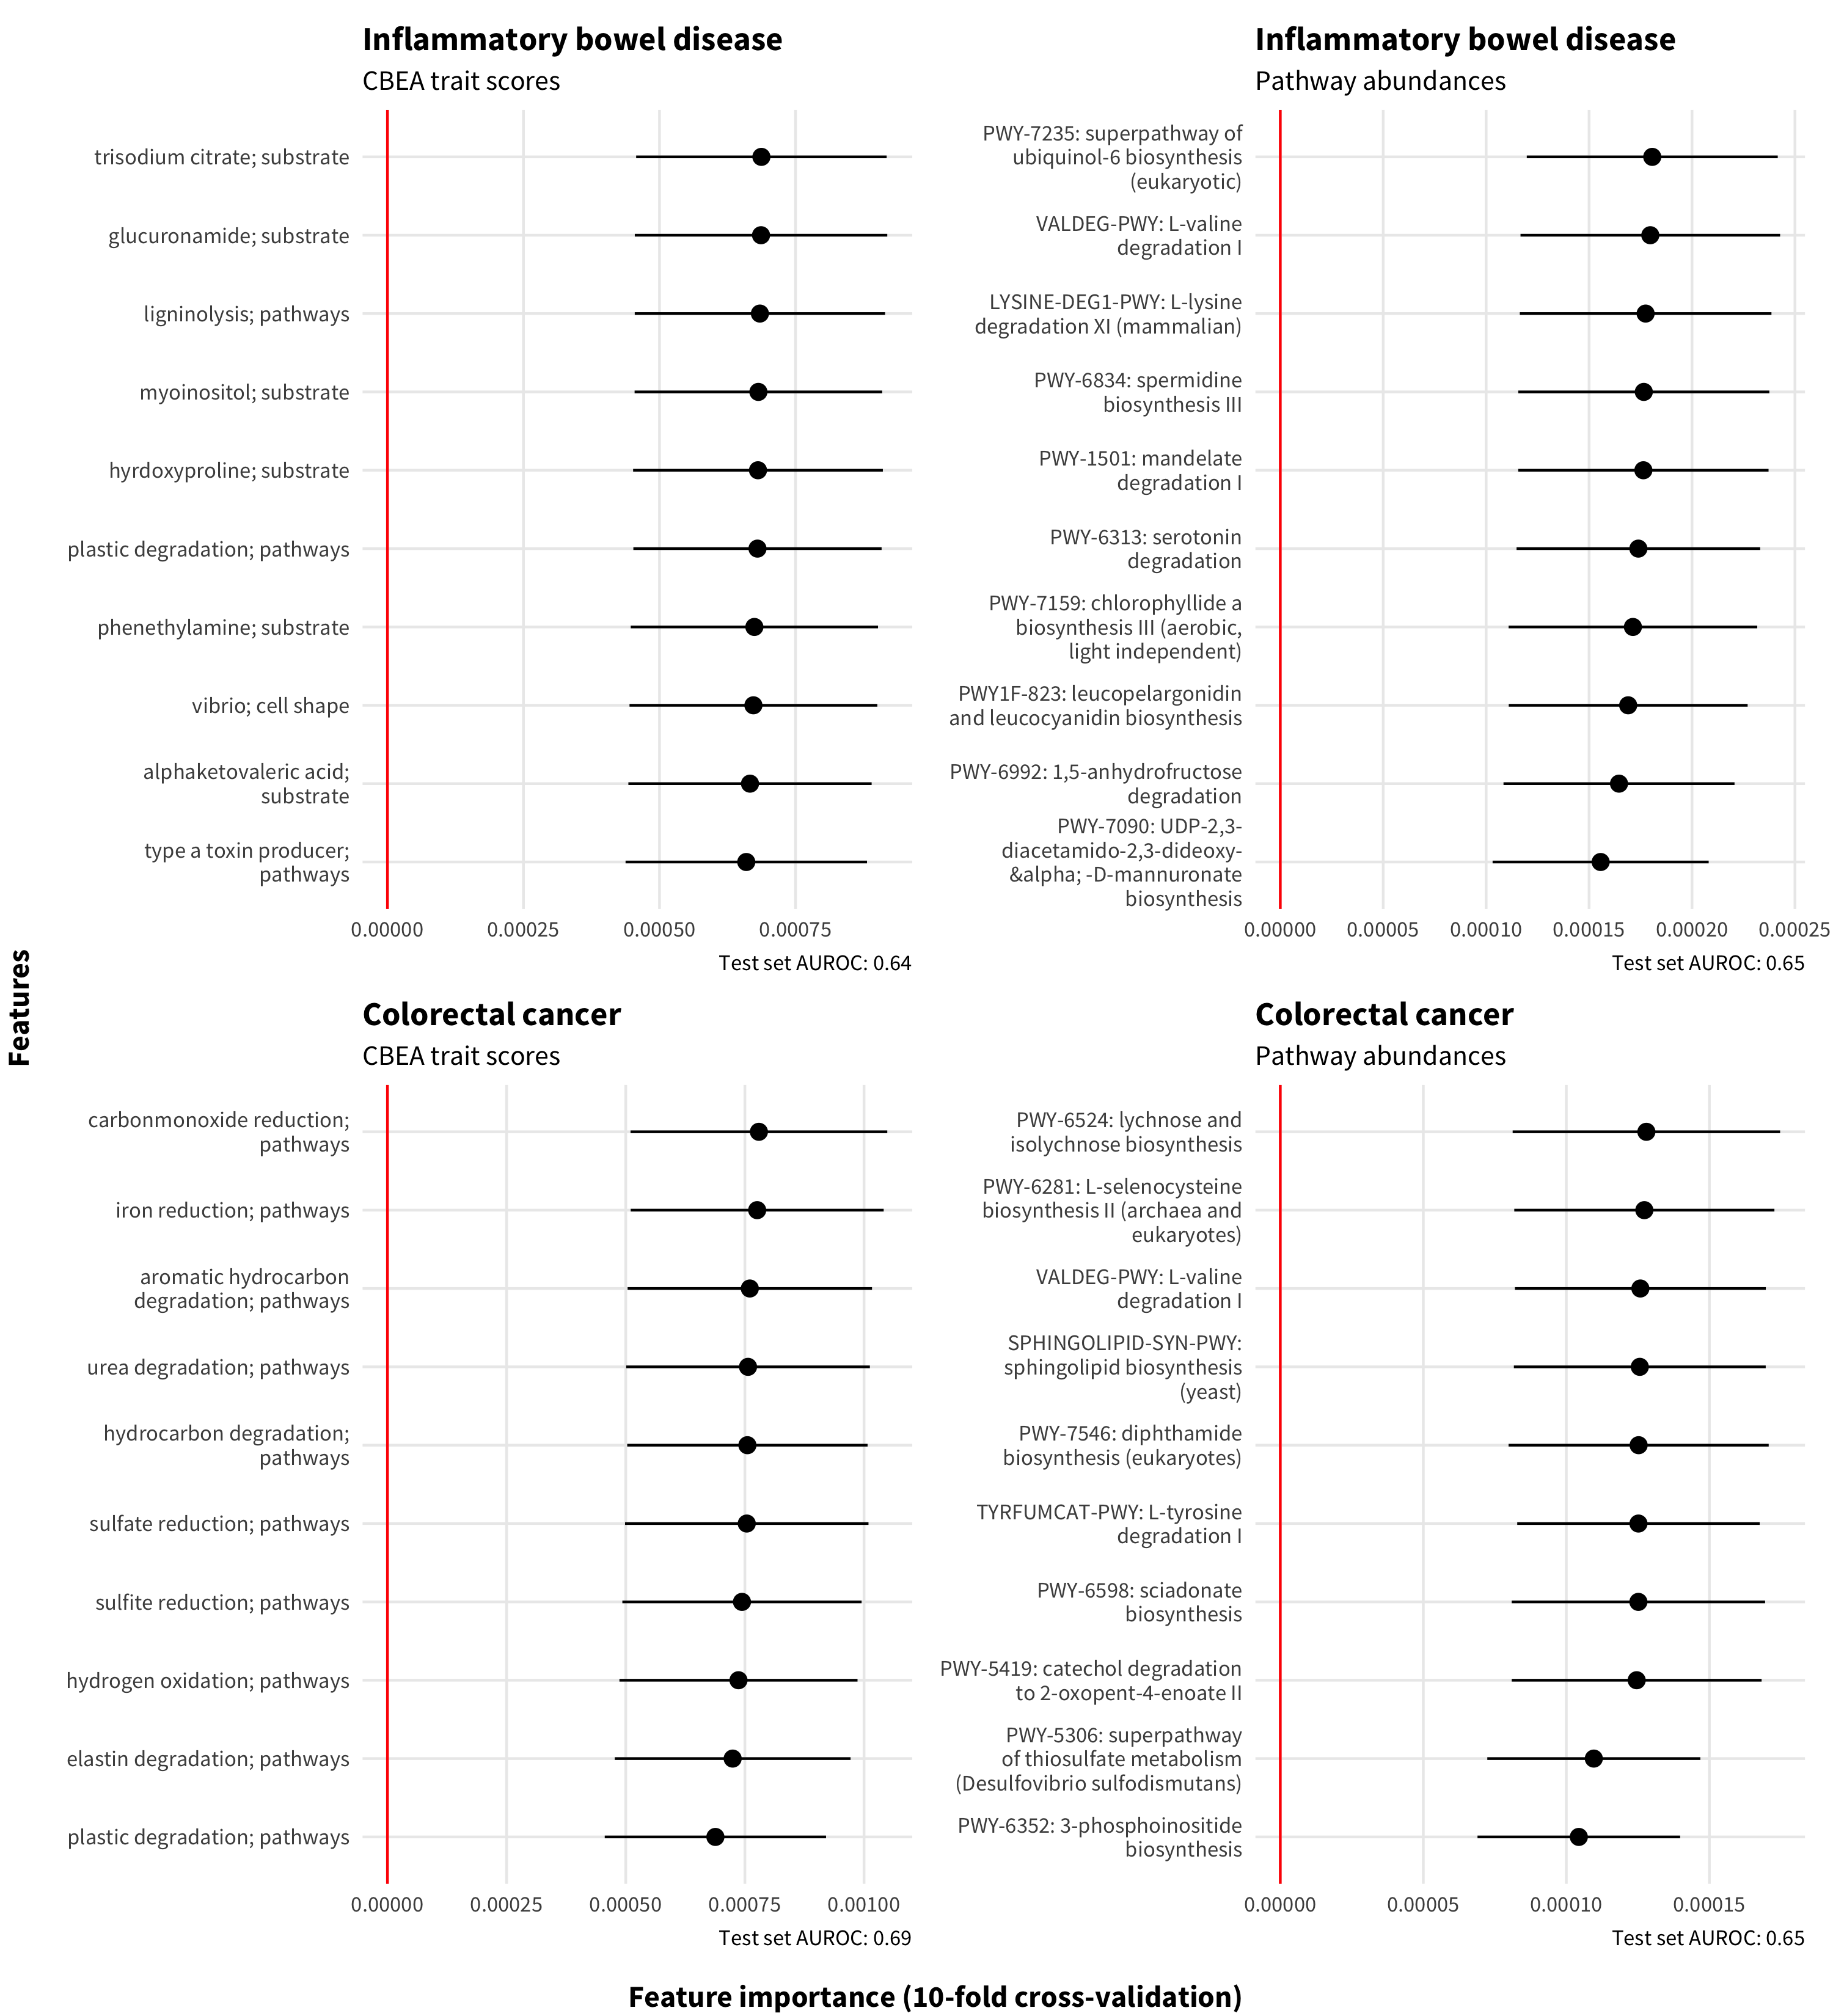 Inflammatory bowel disease
CBEA trait scores
trisodium citrate; substrate
glucuronamide; substrate
ligninolysis; pathways
myoinositol; substrate
hyrdoxyproline; substrate
plastic degradation; pathways
phenethylamine; substrate
vibrio; cell shape
alphaketovaleric acid;
substrate
type a toxin producer;
pathways
0.00000 0.00025 0.00050 0.00075
Test set AUROC: 0.64
Inflammatory bowel disease
Pathway abundances
PWY-7235: superpathway of
ubiquinol-6 biosynthesis
(eukaryotic)
VALDEG-PWY: L-valine
degradation I
LYSINE-DEG1-PWY: L-lysine
degradation XI (mammalian)
PWY-6834: spermidine
biosynthesis III
PWY-1501: mandelate
degradation I
PWY-6313: serotonin
degradation
PWY-7159: chlorophyllide a
biosynthesis III (aerobic,
light independent)
PWY1F-823: leucopelargonidin
and leucocyanidin biosynthesis
PWY-6992: 1,5-anhydrofructose
degradation
PWY-7090: UDP-2,3-
diacetamido-2,3-dideoxy-
&alpha; -D-mannuronate
biosynthesis
0.00000 0.00005 0.00010 0.00015 0.00020 0.00025
Test set AUROC: 0.65
Features
Colorectal cancer
CBEA trait scores
carbonmonoxide reduction;
pathways
iron reduction; pathways
aromatic hydrocarbon
degradation; pathways
urea degradation; pathways
hydrocarbon degradation;
pathways
sulfate reduction; pathways
sulfite reduction; pathways
hydrogen oxidation; pathways
elastin degradation; pathways
plastic degradation; pathways
0.00000 0.00025 0.00050 0.00075 0.00100
Test set AUROC: 0.69
Colorectal cancer
Pathway abundances
PWY-6524: lychnose and
isolychnose biosynthesis
PWY-6281: L-selenocysteine
biosynthesis II (archaea and
eukaryotes)
VALDEG-PWY: L-valine
degradation I
SPHINGOLIPID-SYN-PWY:
sphingolipid biosynthesis
(yeast)
PWY-7546: diphthamide
biosynthesis (eukaryotes)
TYRFUMCAT-PWY: L-tyrosine
degradation I
PWY-6598: sciadonate
biosynthesis
PWY-5419: catechol degradation
to 2-oxopent-4-enoate II
PWY-5306: superpathway
of thiosulfate metabolism
(Desulfovibrio sulfodismutans)
PWY-6352: 3-phosphoinositide
biosynthesis
0.00000 0.00005 0.00010 0.00015
Test set AUROC: 0.65
Feature importance (10-fold cross-validation)